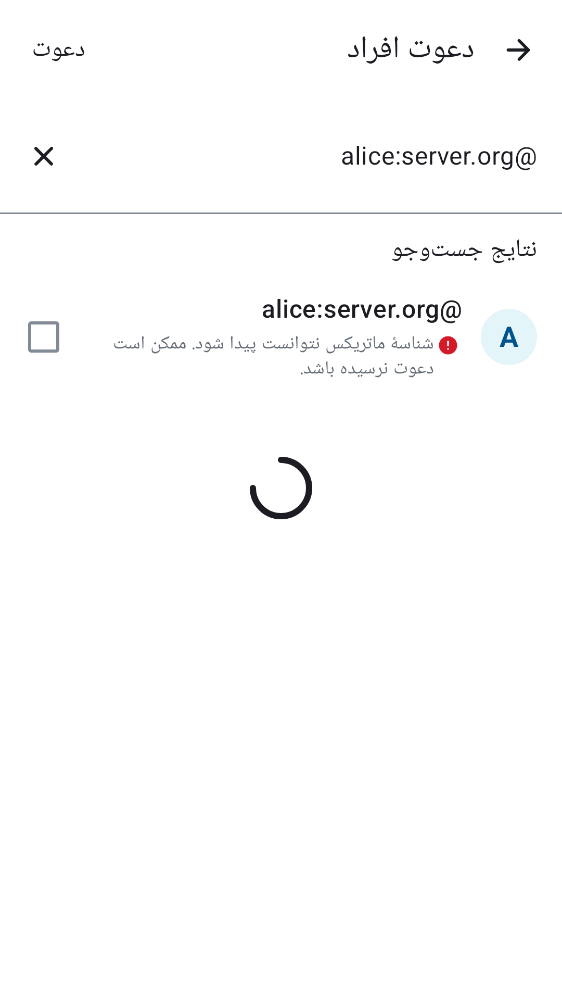 دعوت افراد
دعوت
@alice:server.org
نتایج جست‌وجو
A
@alice:server.org
شناسهٔ ماتریکس نتوانست پیدا شود. ممکن است
دعوت نرسیده باشد.